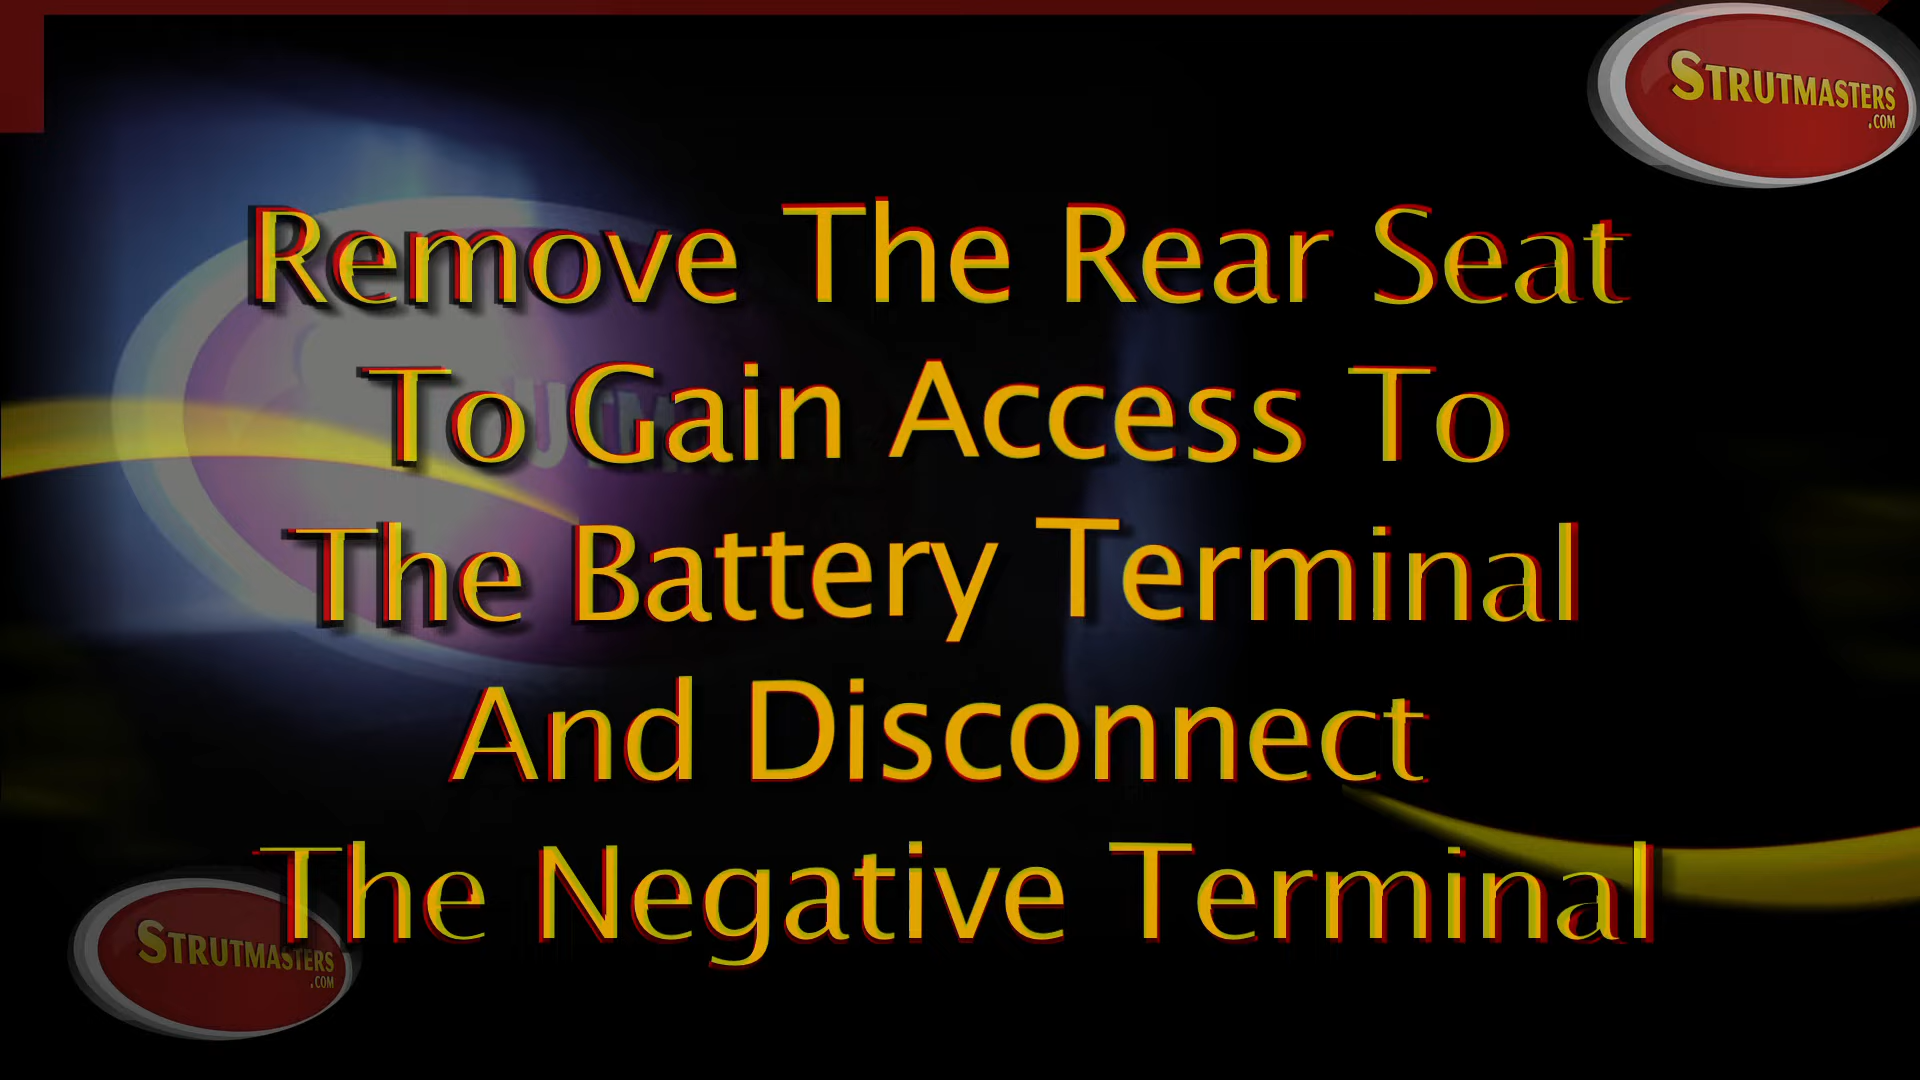 STRUTMASTERS
.COM
Remove The Rear Seat
To Gain Access To
The Battery Terminal
And Disconnect
The Negative Terminal
STRUTMASTERS
.COM